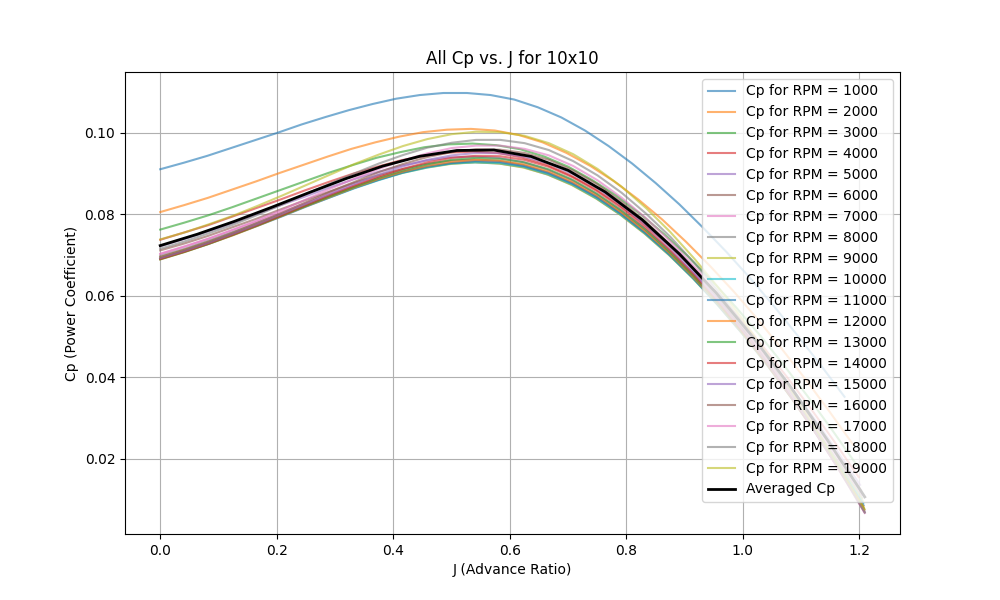 All Cp vs. J for 10x10
Cp (Power Coefficient)
0.10
0.08
0.06
0.04
0.02
0.0
0.2
0.4
0.6
0.8
1.0
1.2
J (Advance Ratio)
Cp for RPM = 1000
Cp for RPM = 2000
Cp for RPM = 3000
Cp for RPM = 4000
Cp for RPM = 5000
Cp for RPM = 6000
Cp for RPM = 7000
Cp for RPM = 8000
Cp for RPM = 9000
Cp for RPM = 10000
Cp for RPM = 11000
Cp for RPM = 12000
Cp for RPM = 13000
Cp for RPM = 14000
Cp for RPM = 15000
Cp for RPM = 16000
Cp for RPM = 17000
Cp for RPM = 18000
Cp for RPM = 19000
Averaged Cp